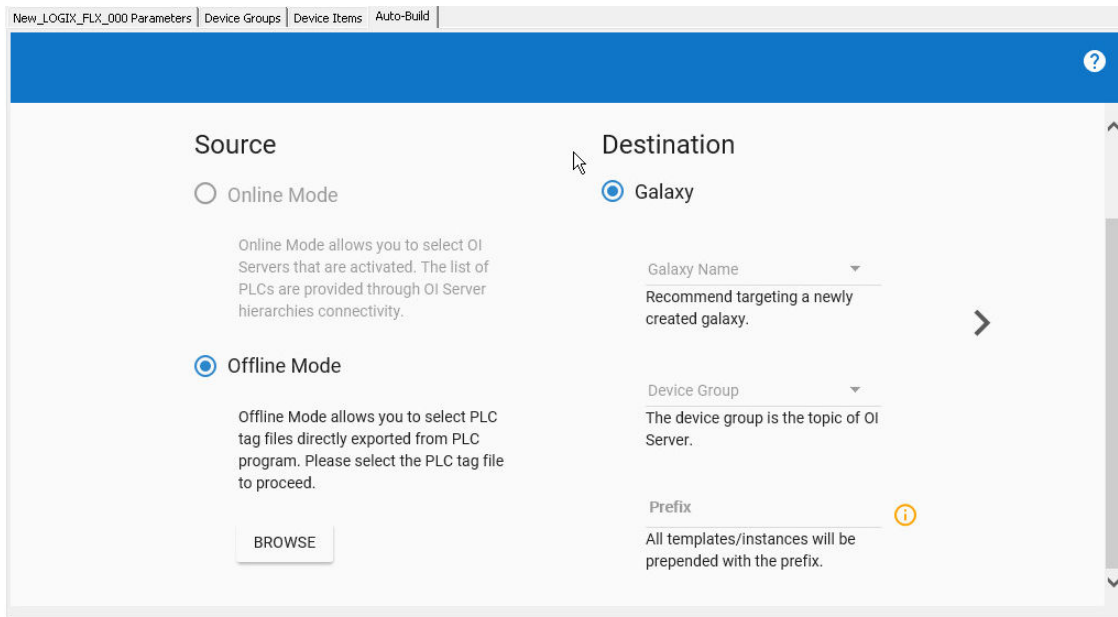 New_LOGIX_FLX_000 Parameters Device Groups Device Items Auto-Build
?
Source
Online Mode
Online Mode allows you to select OI
Servers that are activated. The list of
PLCs are provided through OI Server
hierarchies connectivity.
Offline Mode
Offline Mode allows you to select PLC
tag files directly exported from PLC
program. Please select the PLC tag file
to proceed.
BROWSE
Destination
Galaxy
Galaxy Name
Recommend targeting a newly
created galaxy.
Device Group
The device group is the topic of OI
Server.
Prefix
All templates/instances will be
prepended with the prefix.